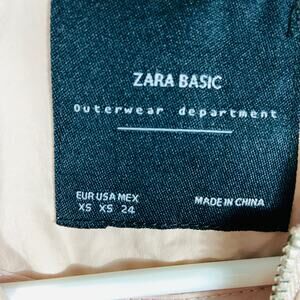 ZARA BASIC
Outerwear department
EUR USA MEX
XS XS 24
MADE IN CHINA